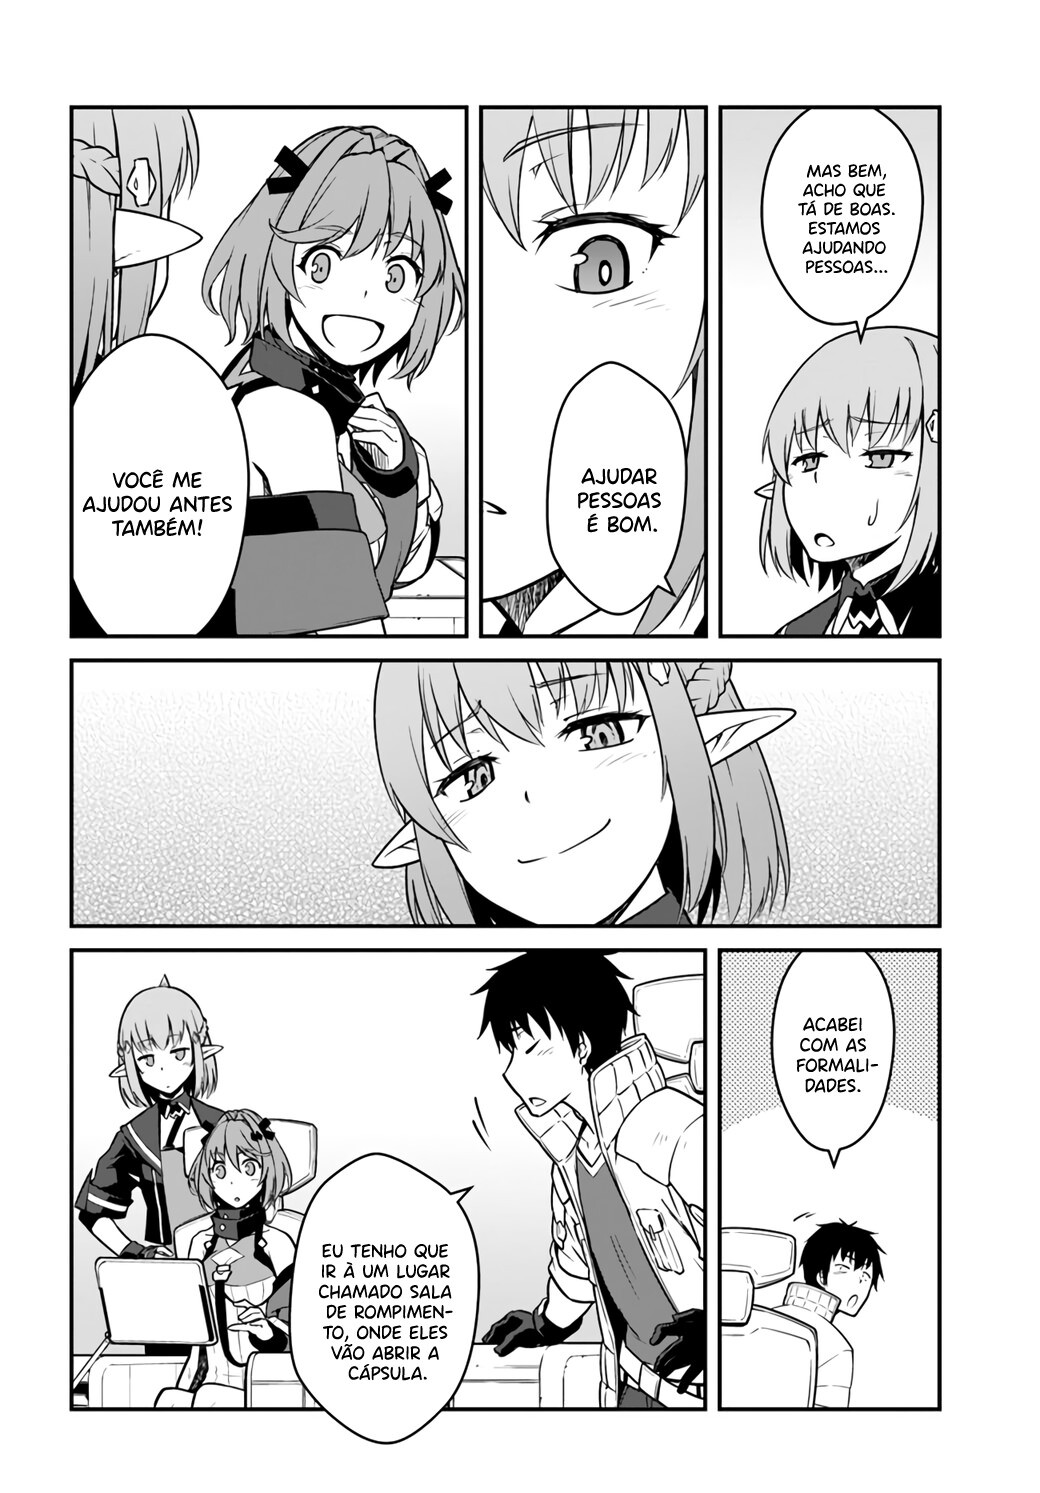 MAS BEM,
ACHO QUE
TÁ DE BOAS.
ESTAMOS
AJUDANDO
PESSOAS...
AJUDAR
PESSOAS
É BOM.
VOCÊ ME
AJUDOU ANTES
TAMBÉM!
ACABEI
COM AS
FORMALI-
DADES.
EU TENHO QUE
IR À UM LUGAR
CHAMADO SALA
DE ROMPIMEN-
TO, ONDE ELES
VÃO ABRIR A
CÁPSULA.